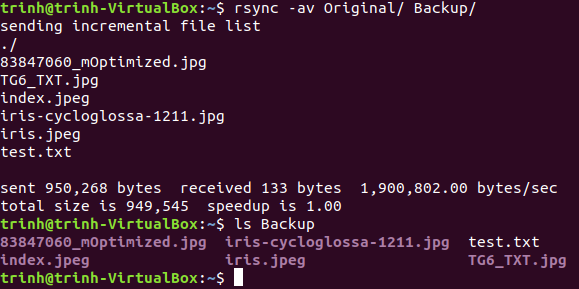 trinh@trinh-VirtualBox:~$ rsync -av Original/ Backup/
sending incremental file list
./
83847060_mOptimized.jpg
TG6_TXT.jpg
index.jpeg
iris-cycloglossa-1211.jpg
iris.jpeg
test.txt

sent 950,268 bytes  received 133 bytes  1,900,802.00 bytes/sec
total size is 949,545  speedup is 1.00
trinh@trinh-VirtualBox:~$ ls Backup
83847060_mOptimized.jpg  iris-cycloglossa-1211.jpg  test.txt
index.jpeg               iris.jpeg                  TG6_TXT.jpg
trinh@trinh-VirtualBox:~$